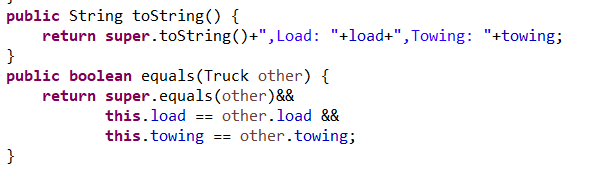 public String toString() {
    return super.toString()+",Load: "+load+",Towing: "+towing;
}
public boolean equals(Truck other) {
    return super.equals(other)&&
            this.load == other.load &&
            this.towing == other.towing;
}